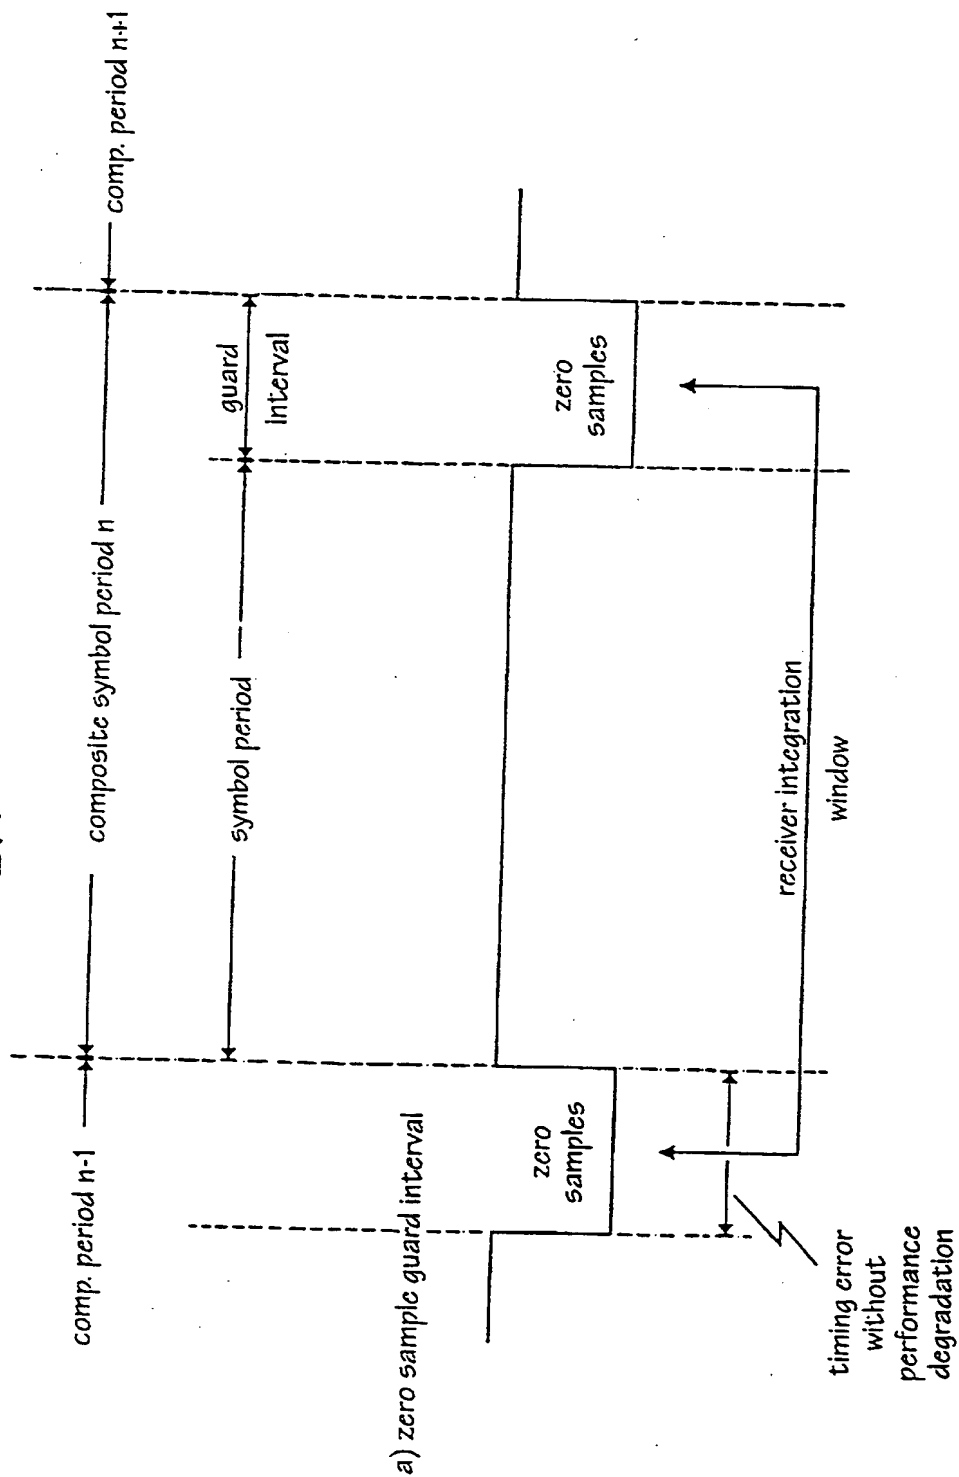 comp. period n-1
composite symbol period n
comp. period n+1
symbol period
guard
interval
a) zero sample guard interval
zero
samples
zero
samples
receiver integration
window
timing error
without
performance
degradation